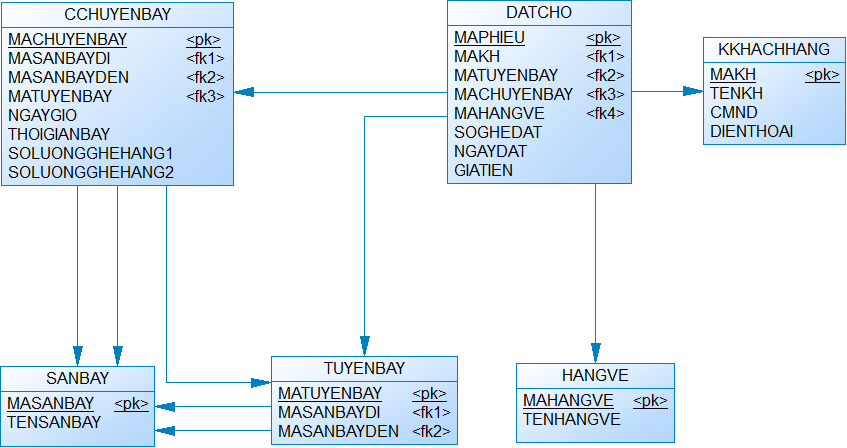 CCHUYENBAY
MACHUYENBAY <pk>
MASANBAYDI <fk1>
MASANBAYDEN <fk2>
MATUYENBAY <fk3>
NGAYGIO
THOIGIANBAY
SOLUONGGHEHANG1
SOLUONGGHEHANG2
DATCHO
MAPHIEU <pk>
MAKH <fk1>
MATUYENBAY <fk2>
MACHUYENBAY <fk3>
MAHANGVE <fk4>
SOGHEDAT
NGAYDAT
GIATIEN
KKHACHHANG
MAKH <pk>
TENKH
CMND
DIENTHOAI
SANBAY
MASANBAY <pk>
TENSANBAY
TUYENBAY
MATUYENBAY <pk>
MASANBAYDI <fk1>
MASANBAYDEN <fk2>
HANGVE
MAHANGVE <pk>
TENHANGVE